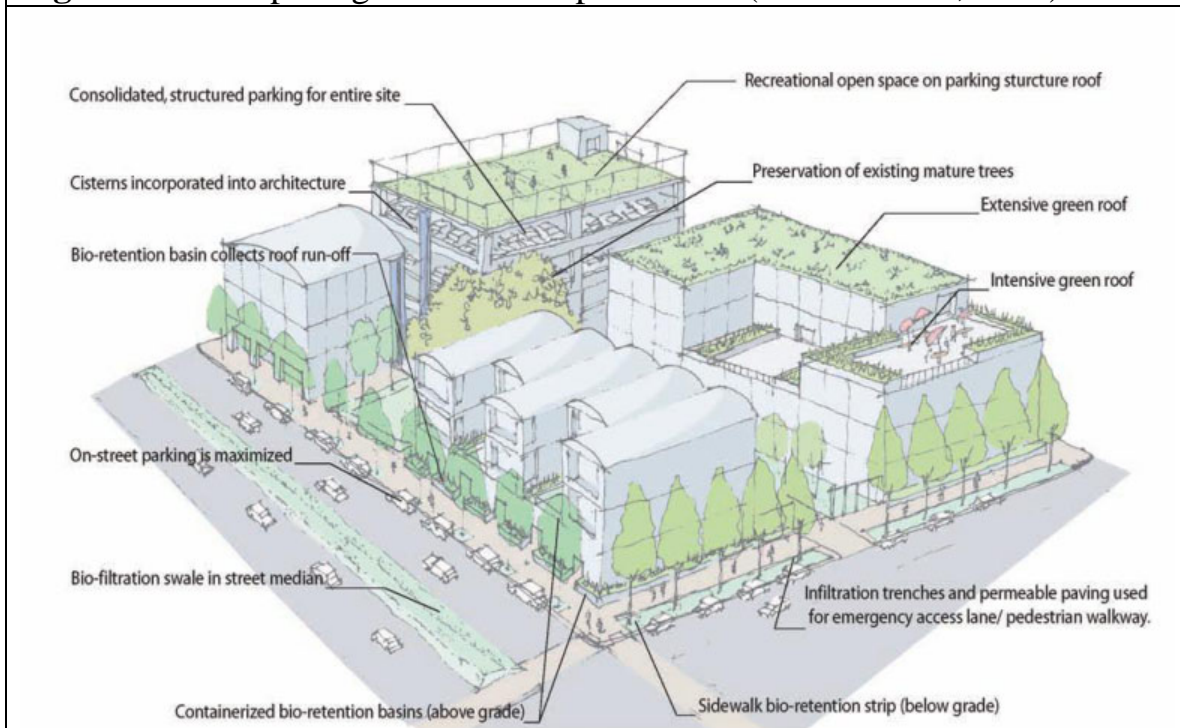 Consolidated, structured parking for entire site
Recreational open space on parking sturcture roof
Cisterns incorporated into architecture
Preservation of existing mature trees
Extensive green roof
Bio-retention basin collects roof run-off
Intensive green roof
On-street parking is maximized
Bio-filtration swale in street median
Infiltration trenches and permeable paving used
for emergency access lane/ pedestrian walkway.
Containerized bio-retention basins (above grade)
Sidewalk bio-retention strip (below grade)